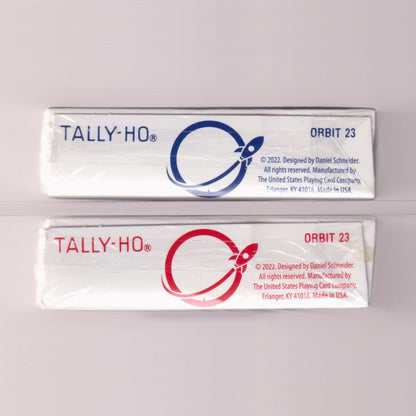 TALLY-HO®
ORBIT 23
© 2022. Designed by Daniel Schneider.
All rights reserved. Manufactured by
The United States Playing Card Company,
Erlanger, KY 41018. Made in USA.
TALLY-HO®
ORBIT 23
© 2022. Designed by Daniel Schneider.
All rights reserved. Manufactured by
The United States Playing Card Company,
Erlanger, KY 41018. Made in USA.